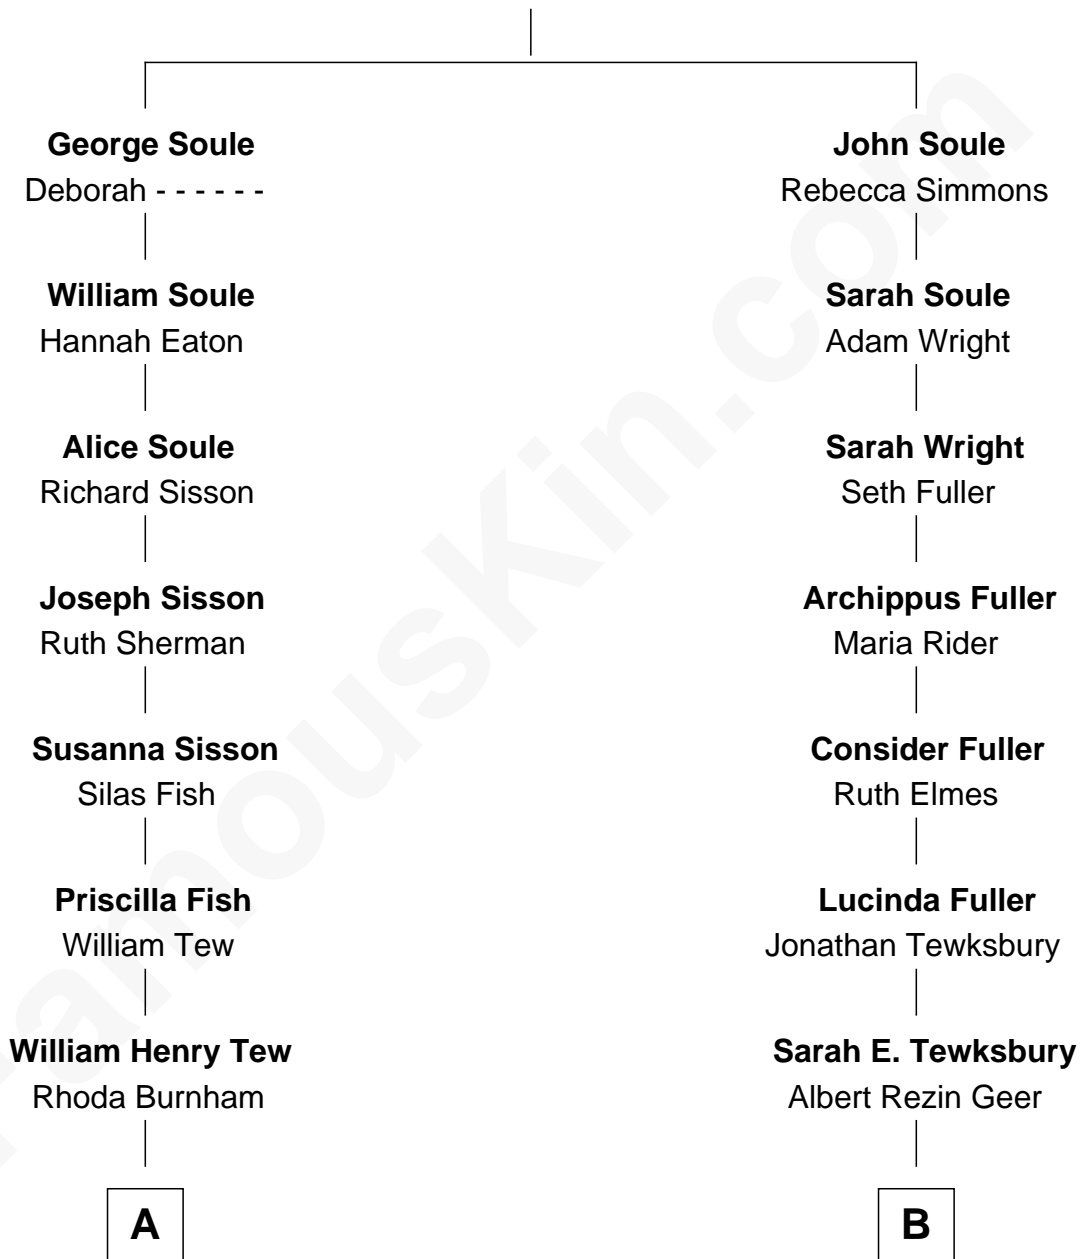 George Soule
Deborah - - - - - -
John Soule
Rebecca Simmons
William Soule
Hannah Eaton
Sarah Soule
Adam Wright
Alice Soule
Richard Sisson
Sarah Wright
Seth Fuller
Joseph Sisson
Ruth Sherman
Archippus Fuller
Maria Rider
Susanna Sisson
Silas Fish
Consider Fuller
Ruth Elmes
Priscilla Fish
William Tew
Lucinda Fuller
Jonathan Tewksbury
William Henry Tew
Rhoda Burnham
Sarah E. Tewksbury
Albert Rezin Geer
A
B
FamousKin.com